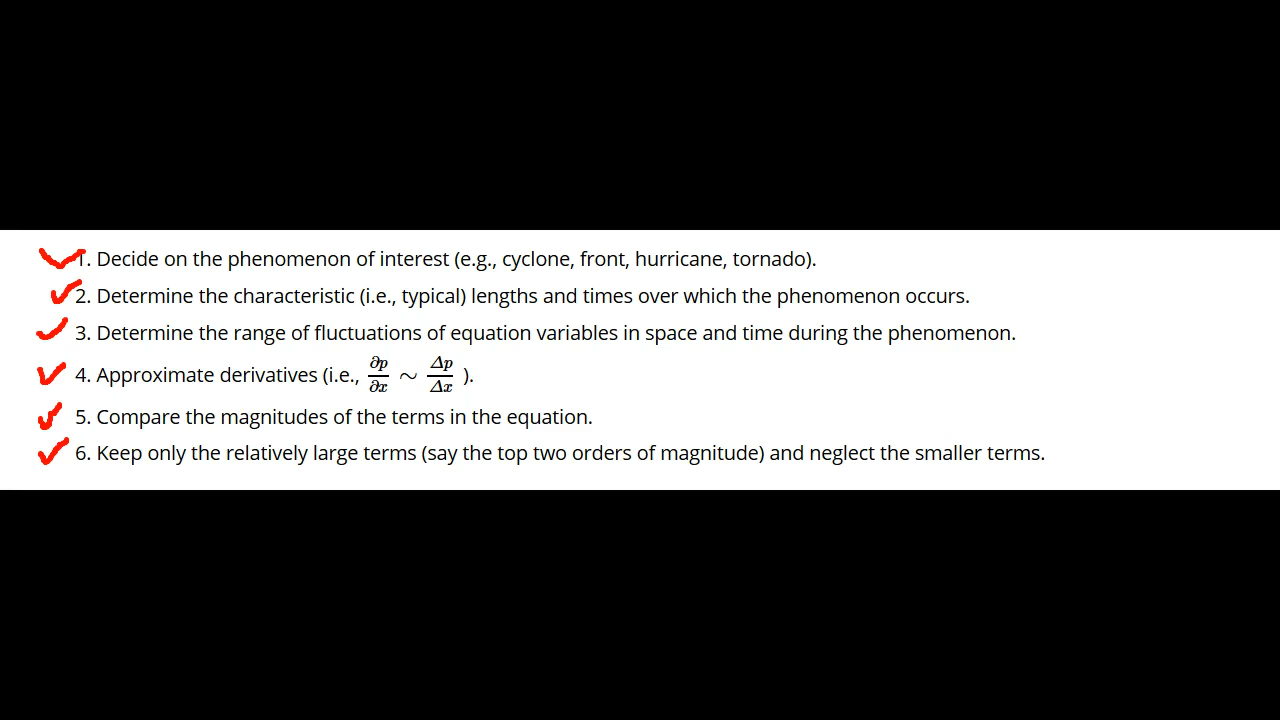 1. Decide on the phenomenon of interest (e.g., cyclone, front, hurricane, tornado).
2. Determine the characteristic (i.e., typical) lengths and times over which the phenomenon occurs.
3. Determine the range of fluctuations of equation variables in space and time during the phenomenon.
4. Approximate derivatives (i.e., ∂p/∂x ∼ Δp/Δx ).
5. Compare the magnitudes of the terms in the equation.
6. Keep only the relatively large terms (say the top two orders of magnitude) and neglect the smaller terms.